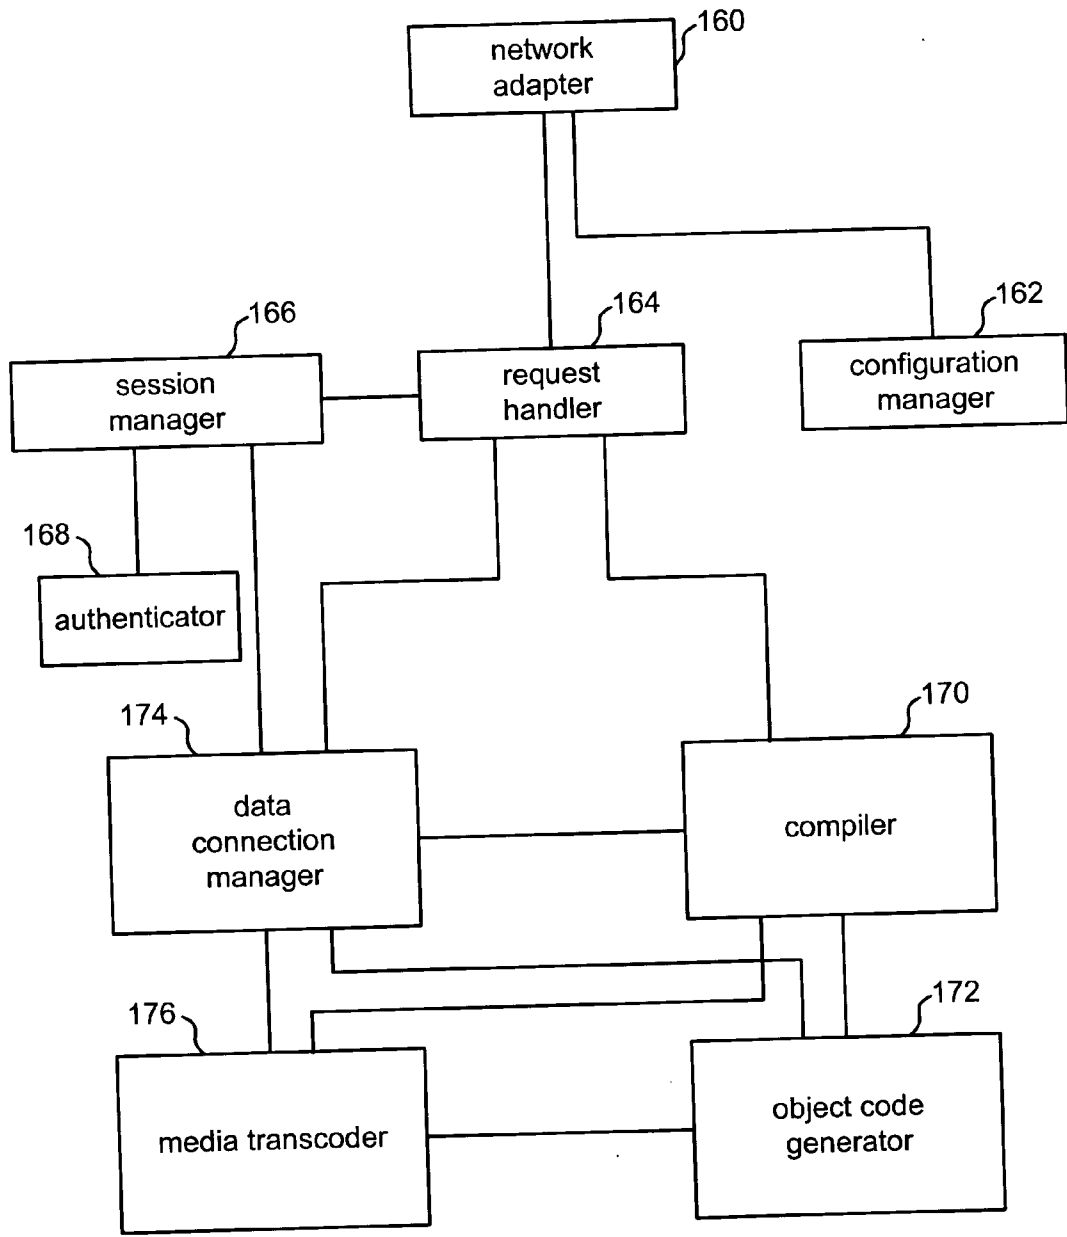 160
network
adapter
166
164
162
session
manager
request
handler
configuration
manager
168
authenticator
174
170
data
connection
manager
compiler
176
172
media transcoder
object code
generator